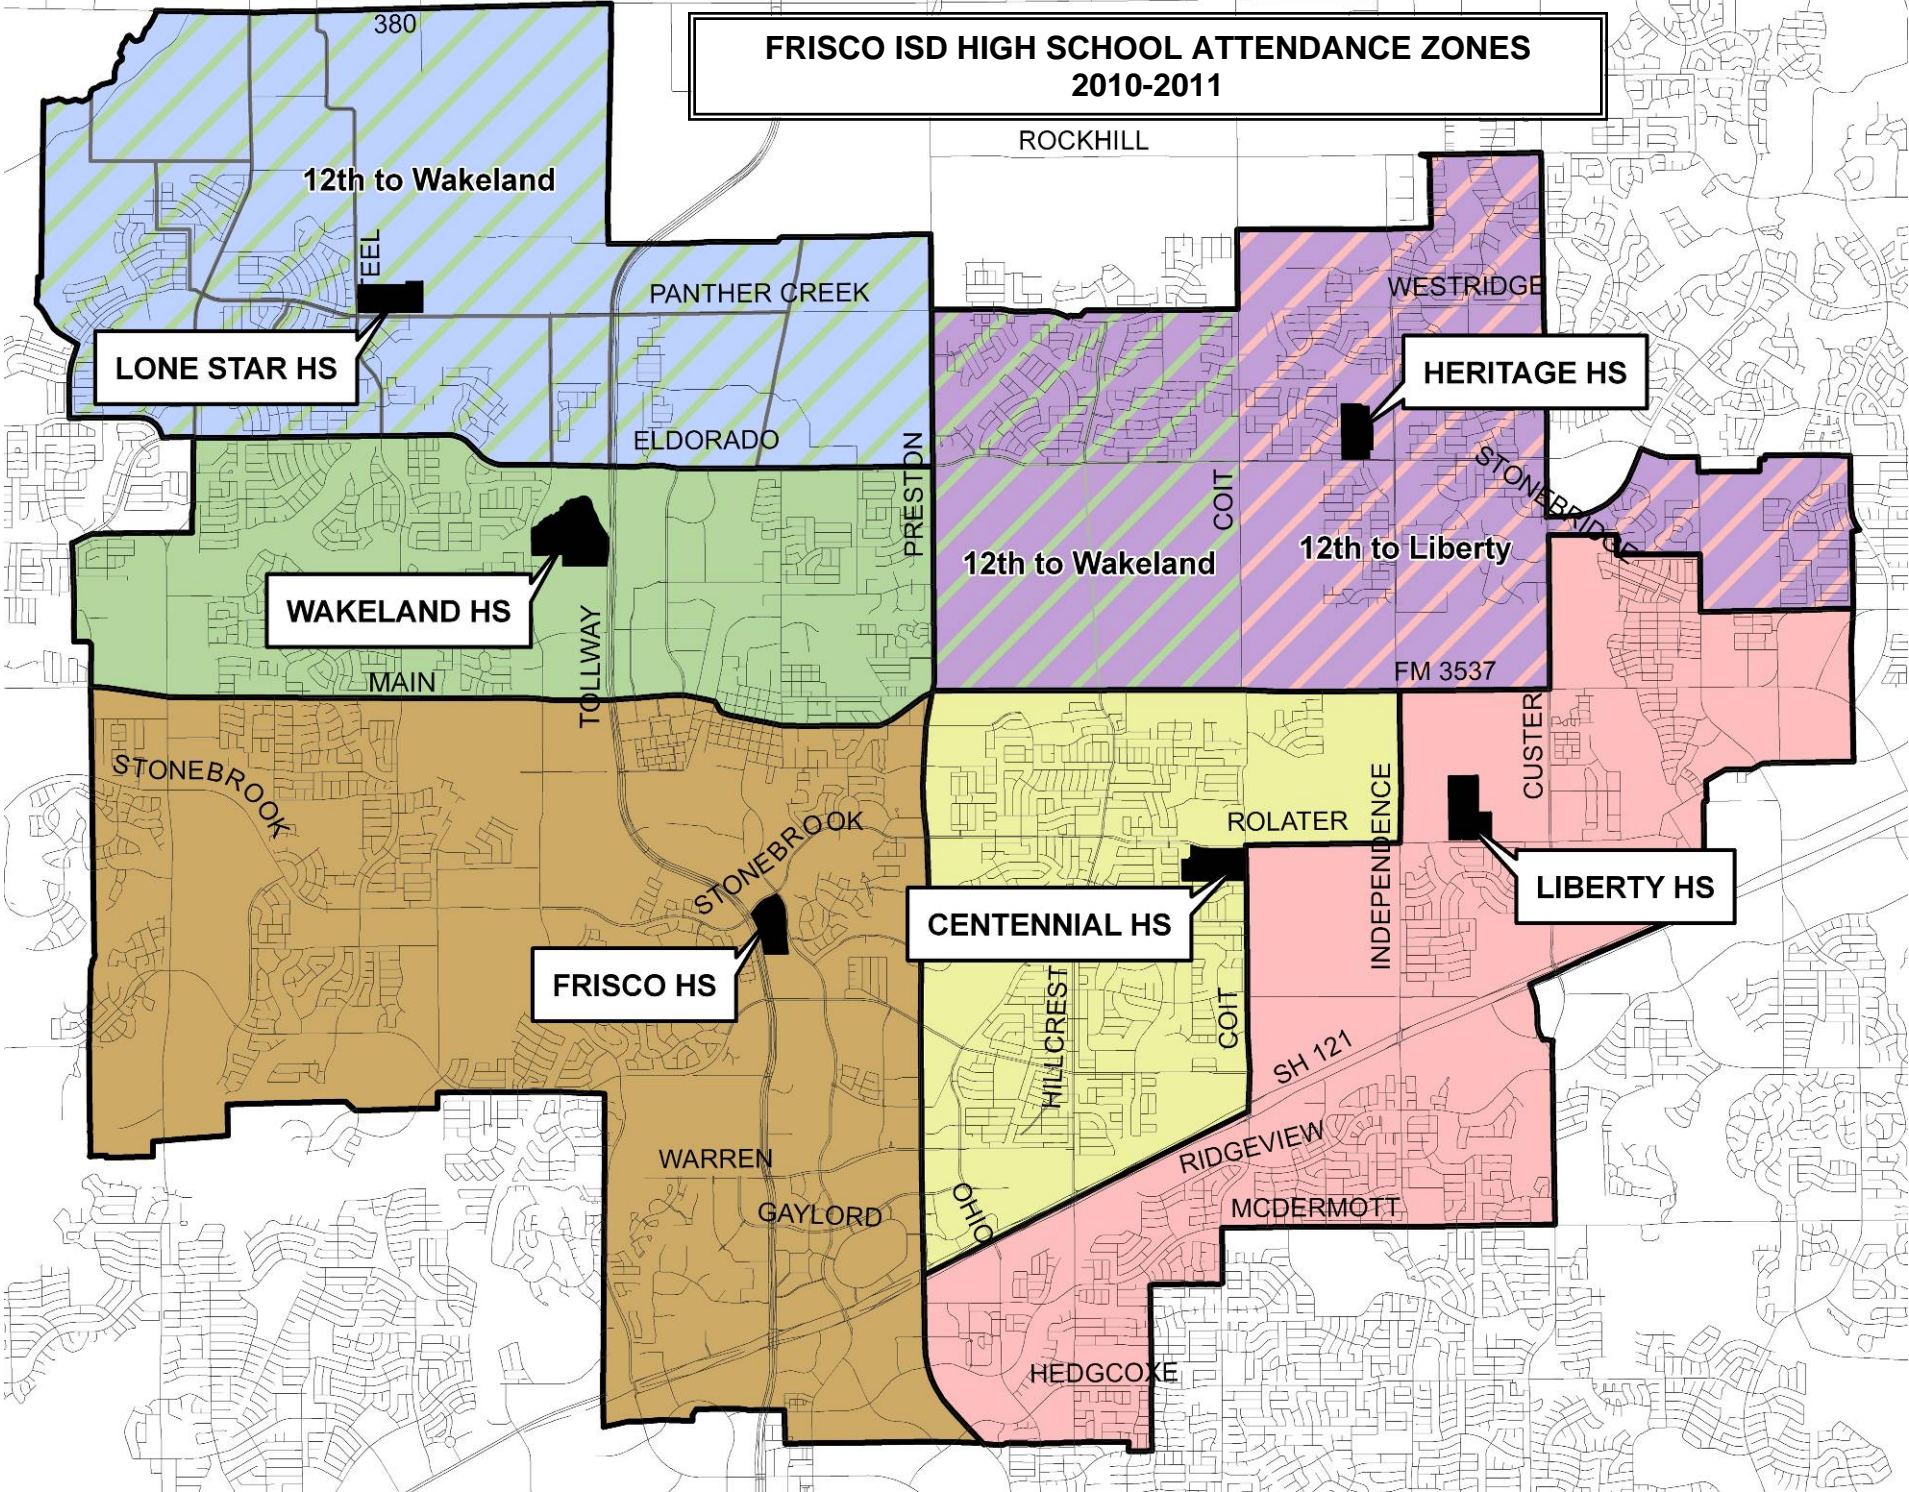 380
FRISCO ISD HIGH SCHOOL ATTENDANCE ZONES
2010-2011
ROCKHILL
12th to Wakeland
TEEL
PANTHER CREEK
WESTRIDGE
LONE STAR HS
HERITAGE HS
ELDORADO
PRESTON
COIT
STONEBRIDGE
12th to Wakeland
12th to Liberty
WAKELAND HS
TOLLWAY
MAIN
FM 3537
CUSTER
STONEBROOK
INDEPENDENCE
STONEBROOK
ROLATER
LIBERTY HS
CENTENNIAL HS
FRISCO HS
HILLCREST
COIT
SH 121
WARREN
RIDGEVIEW
GAYLORD
OHIO
MCDERMOTT
HEDGCOXE